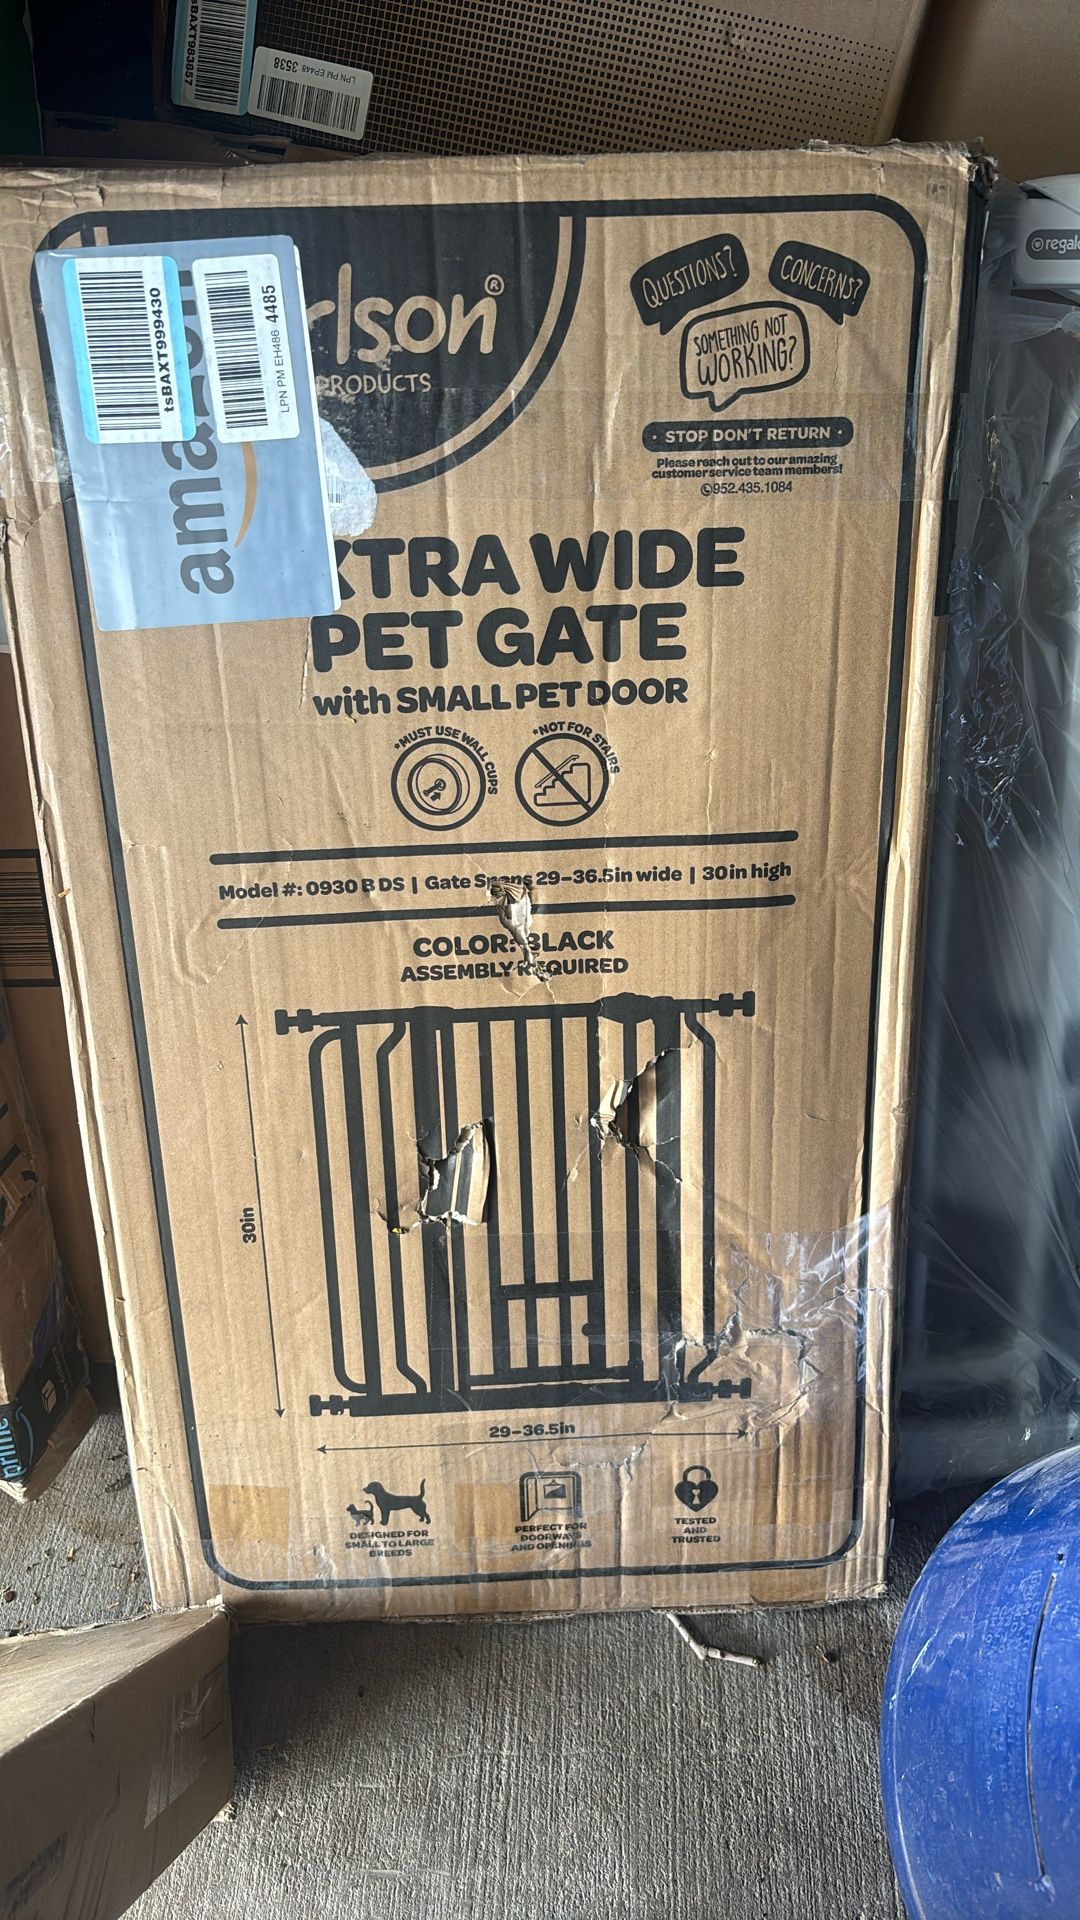 tsBAXT983857
LPN PM EP448 3538
regalo
tsBAXT999430
LPN PM EH486 4485
amazon
rlson®
PRODUCTS
QUESTIONS?
CONCERNS?
SOMETHING NOT
WORKING?
· STOP DON'T RETURN ·
Please reach out to our amazing
customer service team members!
952.435.1084
XTRA WIDE
PET GATE
with SMALL PET DOOR
*MUST USE WALL CUPS
*NOT FOR STAIRS
Model #: 0930 B DS | Gate Spans 29-36.5in wide | 30in high
COLOR: BLACK
ASSEMBLY REQUIRED
30in
29-36.5in
DESIGNED FOR
SMALL TO LARGE
BREEDS
PERFECT FOR
DOORWAYS
AND OPENINGS
TESTED
AND
TRUSTED
prime